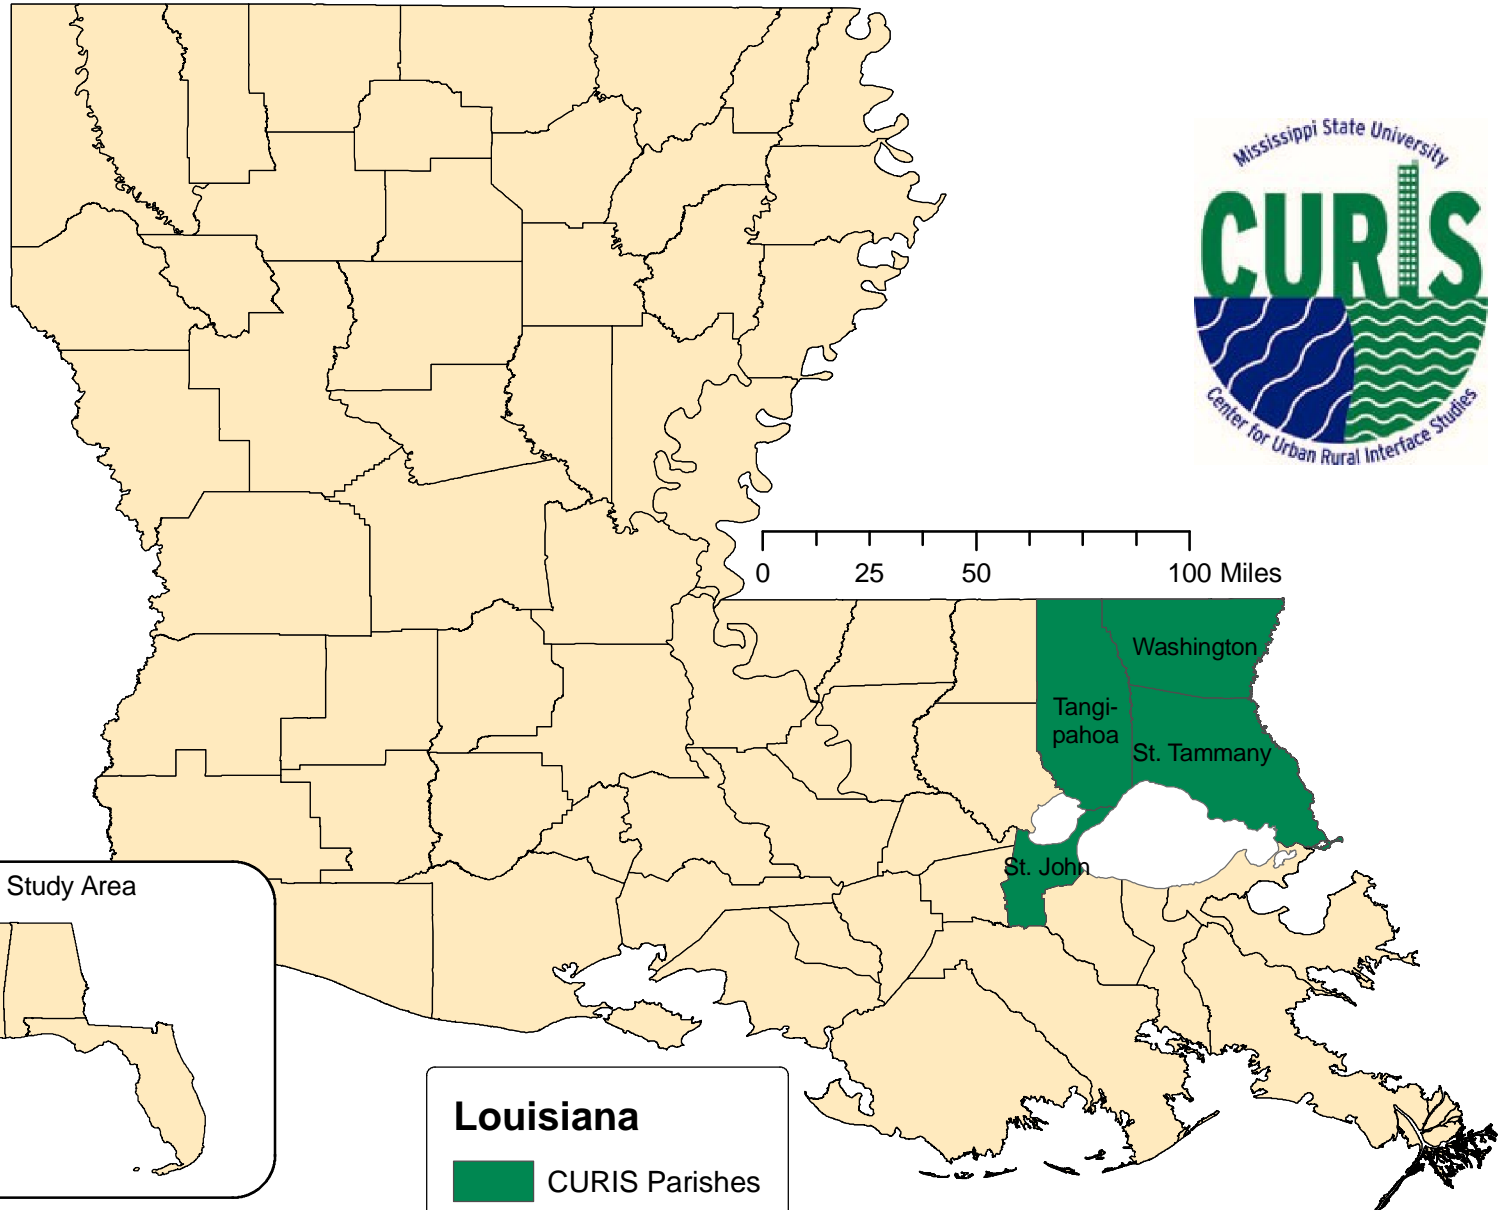 Mississippi State University
CURIS
Center for Urban Rural Interface Studies
0 25 50 100 Miles
Washington
Tangi-
pahoa
St. Tammany
St. John
Study Area
Louisiana
CURIS Parishes